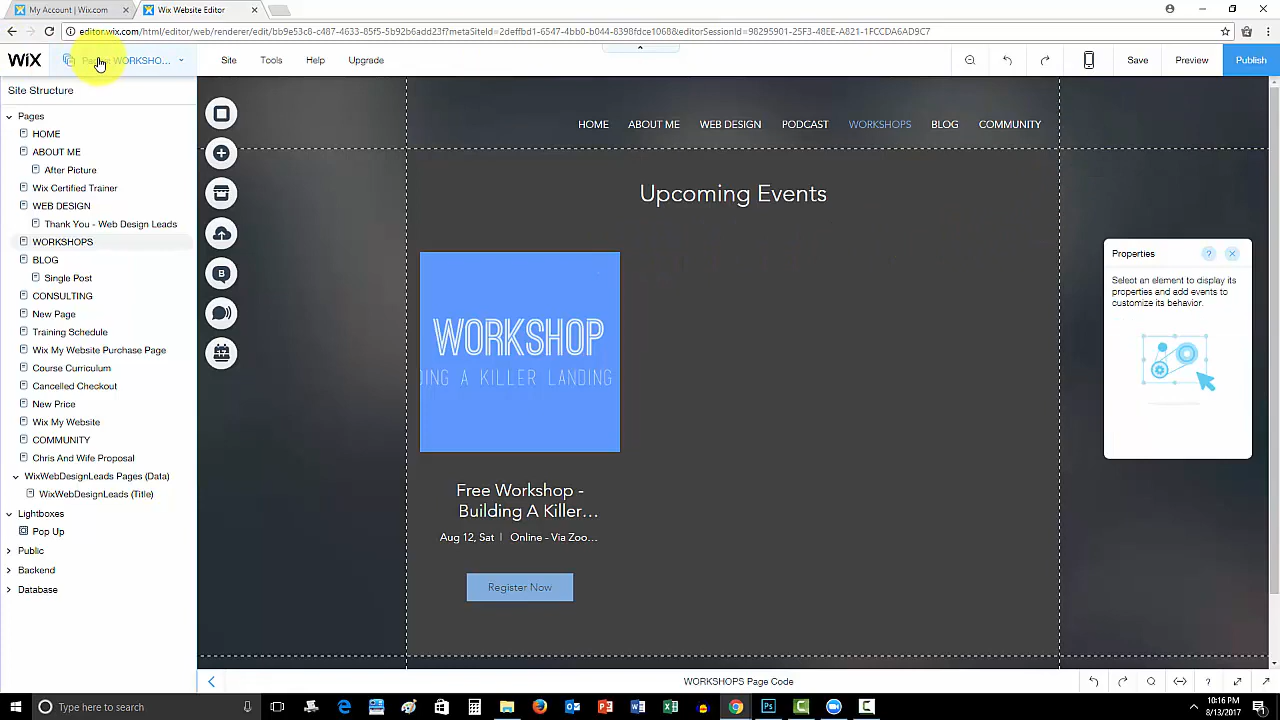 My Account | Wix.com
Wix Website Editor
editor.wix.com/html/editor/web/renderer/edit/bb9e53c8-c487-4633-85f5-5b92b6add23f?metaSiteId=2deffbd1-6547-4bb0-b044-8398fdce1068&editorSessionId=98295901-25F3-48EE-A821-1FCCDA6AD9C7
WiX
WORKSHO...
Site
Tools
Help
Upgrade
Save
Preview
Publish
Site Structure
Pages
HOME
ABOUT ME
After Picture
Wix Certified Trainer
WEB DESIGN
Thank You - Web Design Leads
WORKSHOPS
BLOG
Single Post
CONSULTING
New Page
Training Schedule
Wix My Website Purchase Page
Course Curriculum
Cancelled Checkout
New Price
Wix My Website
COMMUNITY
Chris And Wife Proposal
WixWebDesignLeads Pages (Data)
WixWebDesignLeads (Title)
Lightboxes
Pop Up
Public
Backend
Database
HOME ABOUT ME WEB DESIGN PODCAST WORKSHOPS BLOG COMMUNITY
Upcoming Events
WORKSHOP
DING A KILLER LANDING
Free Workshop -
Building A Killer...
Aug 12, Sat | Online - Via Zoo...
Register Now
Properties
?
Select an element to display its
properties and add events to
customize its behavior.
WORKSHOPS Page Code
?
Type here to search
10:16 PM
8/13/2017